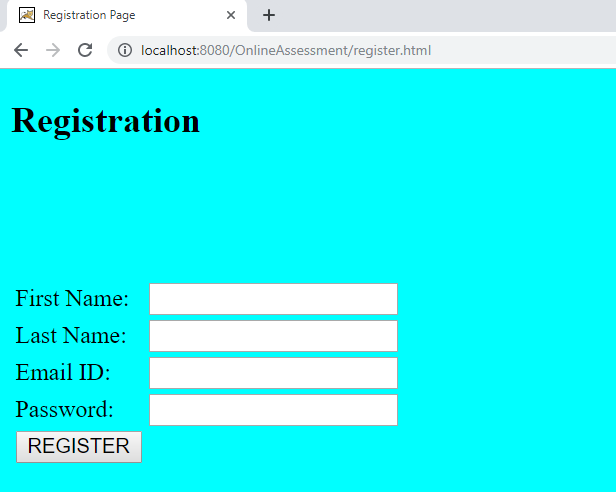 Registration Page
localhost:8080/OnlineAssessment/register.html
Registration
First Name:
Last Name:
Email ID:
Password:
REGISTER